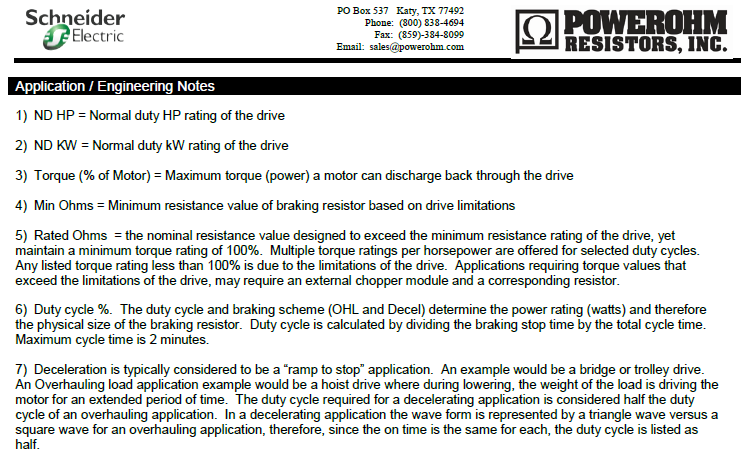 Schneider
Electric
PO Box 537 Katy, TX 77492
Phone: (800) 838-4694
Fax: (859)-384-8099
Email: sales@powerohm.com
POWEROHM
RESISTORS, INC.
Application / Engineering Notes
1) ND HP = Normal duty HP rating of the drive
2) ND KW = Normal duty kW rating of the drive
3) Torque (% of Motor) = Maximum torque (power) a motor can discharge back through the drive
4) Min Ohms = Minimum resistance value of braking resistor based on drive limitations
5) Rated Ohms = the nominal resistance value designed to exceed the minimum resistance rating of the drive, yet
maintain a minimum torque rating of 100%. Multiple torque ratings per horsepower are offered for selected duty cycles.
Any listed torque rating less than 100% is due to the limitations of the drive. Applications requiring torque values that
exceed the limitations of the drive, may require an external chopper module and a corresponding resistor.
6) Duty cycle %. The duty cycle and braking scheme (OHL and Decel) determine the power rating (watts) and therefore
the physical size of the braking resistor. Duty cycle is calculated by dividing the braking stop time by the total cycle time.
Maximum cycle time is 2 minutes.
7) Deceleration is typically considered to be a “ramp to stop” application. An example would be a bridge or trolley drive.
An Overhauling load application example would be a hoist drive where during lowering, the weight of the load is driving the
motor for an extended period of time. The duty cycle required for a decelerating application is considered half the duty
cycle of an overhauling application. In a decelerating application the wave form is represented by a triangle wave versus a
square wave for an overhauling application, therefore, since the on time is the same for each, the duty cycle is listed as
half.